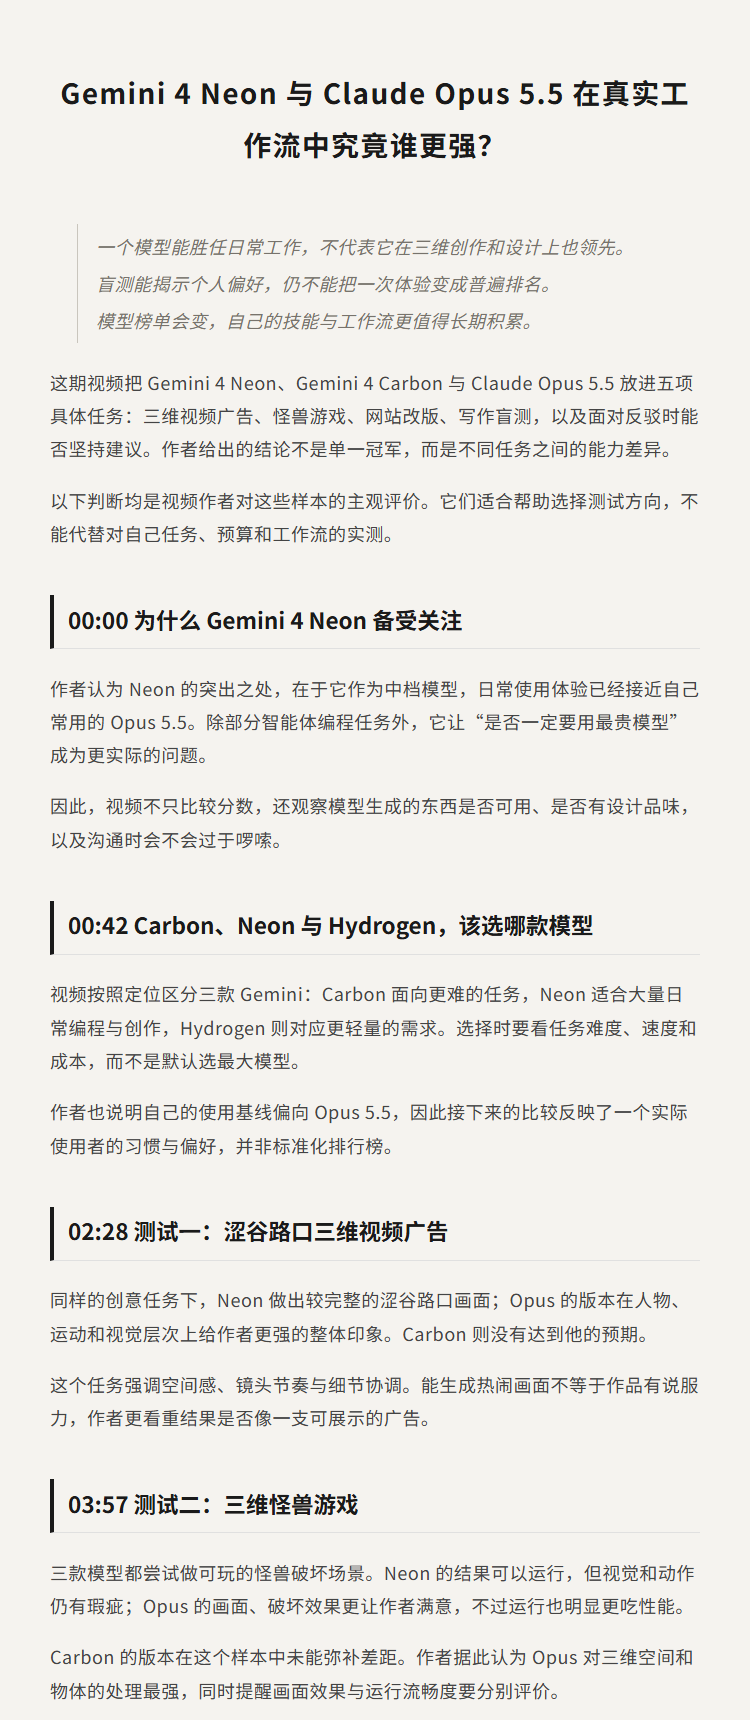 Gemini 4 Neon 与 Claude Opus 5.5 在真实工
作流中究竟谁更强?
一个模型能胜任日常工作，不代表它在三维创作和设计上也领先。
盲测能揭示个人偏好，仍不能把一次体验变成普遍排名。
模型榜单会变，自己的技能与工作流更值得长期积累。
这期视频把 Gemini 4 Neon、Gemini 4 Carbon 与 Claude Opus 5.5 放进五项
具体任务：三维视频广告、怪兽游戏、网站改版、写作盲测，以及面对反驳时能
否坚持建议。作者给出的结论不是单一冠军，而是不同任务之间的能力差异。
以下判断均是视频作者对这些样本的主观评价。它们适合帮助选择测试方向，不
能代替对自己任务、预算和工作流的实测。
00:00 为什么 Gemini 4 Neon 备受关注
作者认为 Neon 的突出之处，在于它作为中档模型，日常使用体验已经接近自己
常用的 Opus 5.5。除部分智能体编程任务外，它让“是否一定要用最贵模型”
成为更实际的问题。
因此，视频不只比较分数，还观察模型生成的东西是否可用、是否有设计品味，
以及沟通时会不会过于啰嗦。
00:42 Carbon、Neon 与 Hydrogen，该选哪款模型
视频按照定位区分三款 Gemini：Carbon 面向更难的任务，Neon 适合大量日
常编程与创作，Hydrogen 则对应更轻量的需求。选择时要看任务难度、速度和
成本，而不是默认选最大模型。
作者也说明自己的使用基线偏向 Opus 5.5，因此接下来的比较反映了一个实际
使用者的习惯与偏好，并非标准化排行榜。
02:28 测试一：涩谷路口三维视频广告
同样的创意任务下，Neon 做出较完整的涩谷路口画面；Opus 的版本在人物、
运动和视觉层次上给作者更强的整体印象。Carbon 则没有达到他的预期。
这个任务强调空间感、镜头节奏与细节协调。能生成热闹画面不等于作品有说服
力，作者更看重结果是否像一支可展示的广告。
03:57 测试二：三维怪兽游戏
三款模型都尝试做可玩的怪兽破坏场景。Neon 的结果可以运行，但视觉和动作
仍有瑕疵；Opus 的画面、破坏效果更让作者满意，不过运行也明显更吃性能。
Carbon 的版本在这个样本中未能弥补差距。作者据此认为 Opus 对三维空间和
物体的处理最强，同时提醒画面效果与运行流畅度要分别评价。